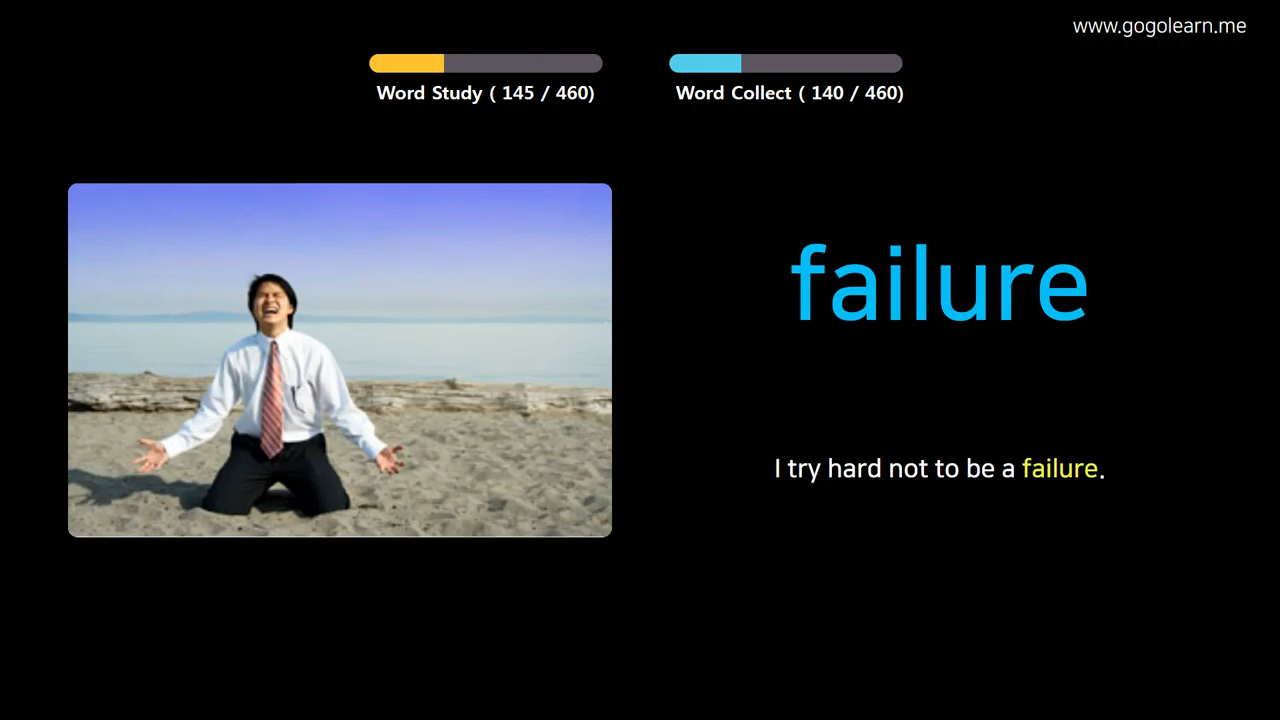 www.gogolearn.me
Word Study ( 145 / 460)
Word Collect ( 140 / 460)
failure
I try hard not to be a failure.